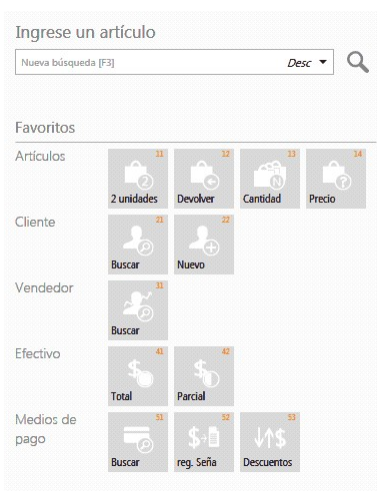 Ingrese un artículo
Nueva búsqueda [F3] Desc
Favoritos
Artículos
11 12 13 14
2 N ?
2 unidades Devolver Cantidad Precio
Cliente
21 22
Buscar Nuevo
Vendedor
31
Buscar
Efectivo
41 42
$ $
Total Parcial
Medios de
pago
51 52 53
$ $
Buscar reg. Seña Descuentos